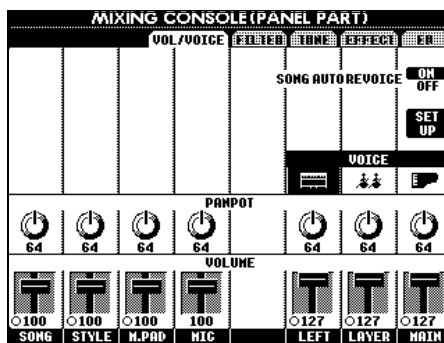 MIXING CONSOLE(PANEL PART)
VOL/VOICE FILTER TUNE EFFECT EQ
SONG AUTO REVOICE ON
OFF
SET
UP
VOICE
PANPOT
64 64 64 64 64 64 64
VOLUME
100 100 100 100 127 127 127
SONG STYLE M.PAD MIC LEFT LAYER MAIN